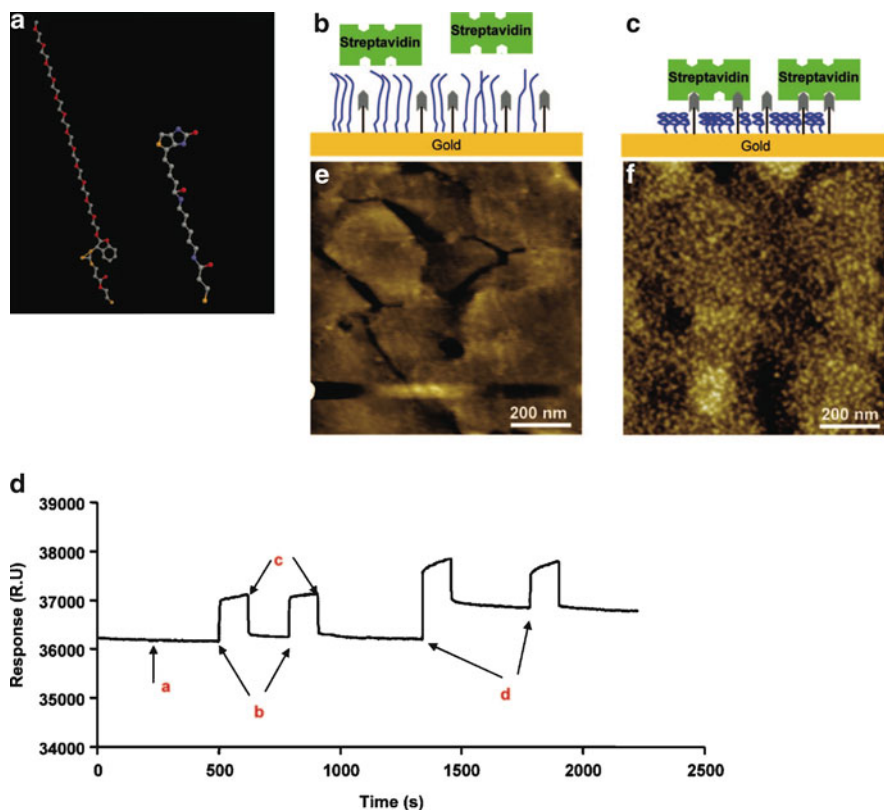 a
b
Streptavidin
Streptavidin
Gold
c
Streptavidin
Streptavidin
Gold
e
200 nm
f
200 nm
d
39000
38000
37000
36000
35000
34000
Response (R.U)
c
a
b
d
0
500
1000
1500
2000
2500
Time (s)